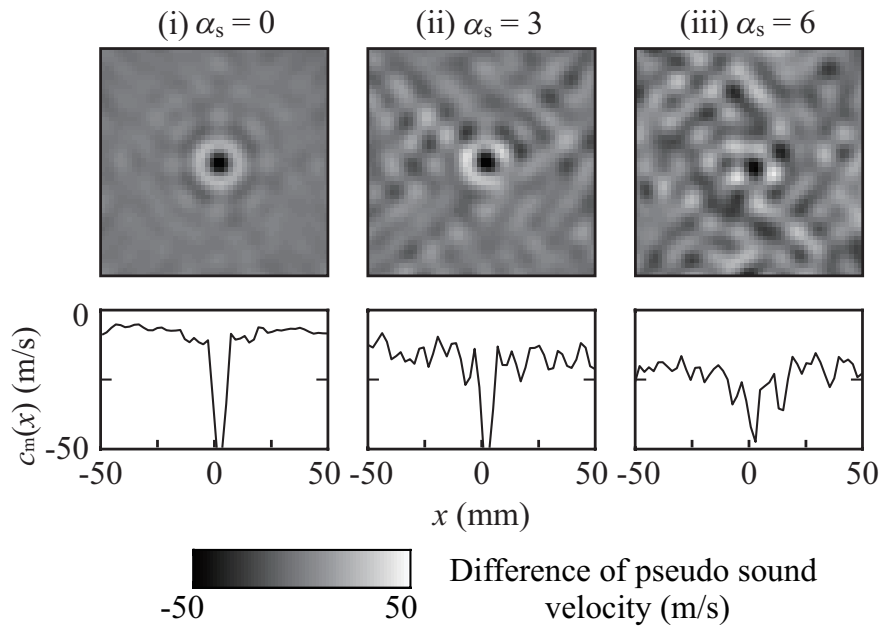 (i) αs = 0 (ii) αs = 3 (iii) αs = 6
0
cm(x) (m/s)
-50
-50 0 50 -50 0 50 -50 0 50
x (mm)
-50 50
Difference of pseudo sound
velocity (m/s)